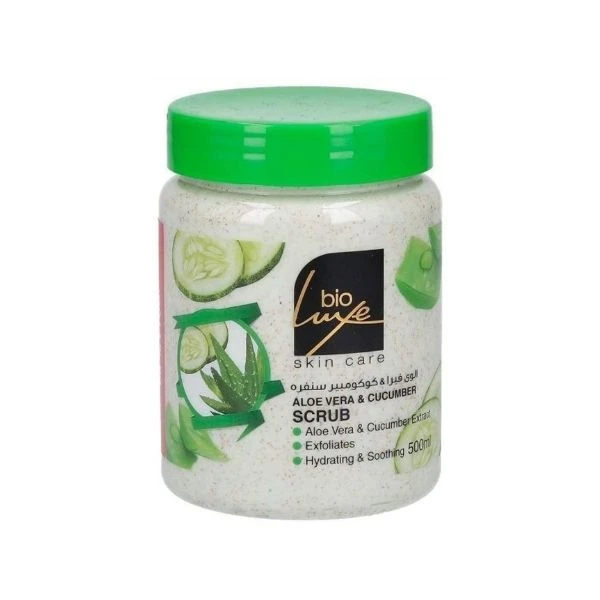 bio
luxe
skin care
الوى فيرا & كوكومبير سنفره
ALOE VERA & CUCUMBER
SCRUB
Aloe Vera & Cucumber Extract
Exfoliates
Hydrating & Soothing 500ml